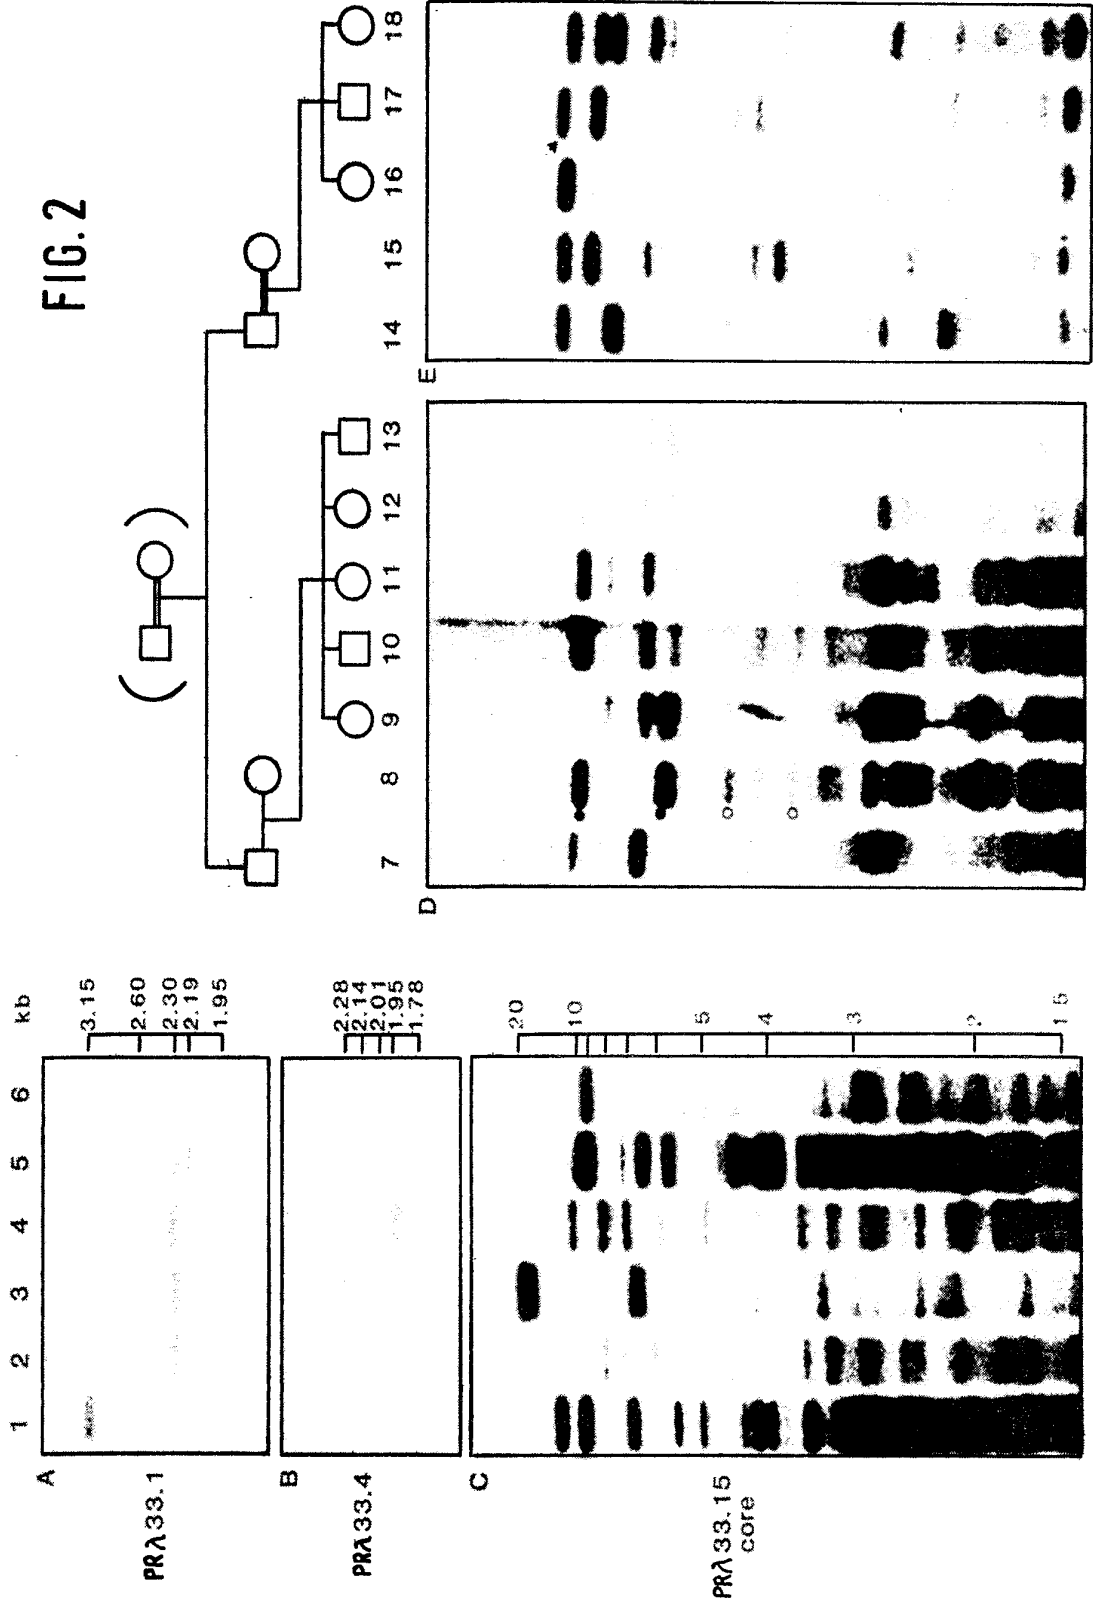 FIG. 2
kb
1 2 3 4 5 6
A
PRλ33.1
3.15
2.60
2.30
2.19
1.95
B
PRλ33.4
2.28
2.14
2.01
1.95
1.78
C
PRλ33.15
core
20
10
5
4
3
2
1 5
7 8 9 10 11 12 13
D
14 15 16 17 18
E